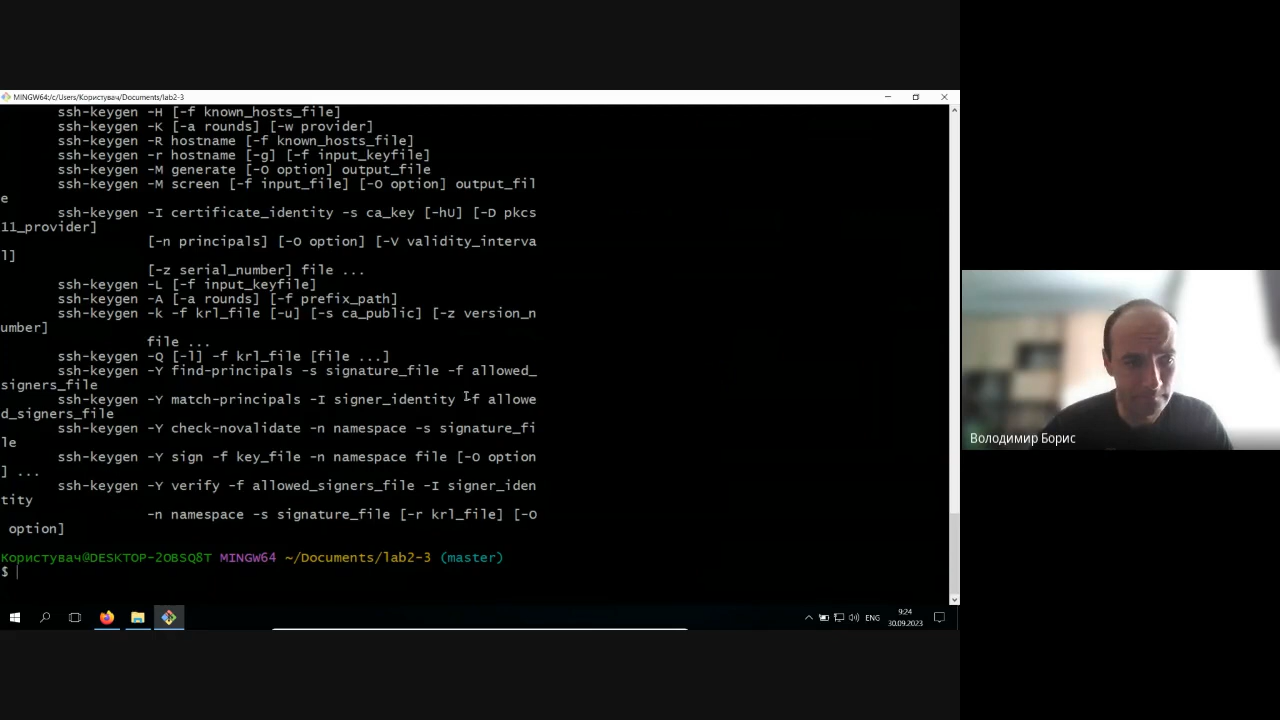 MINGW64:/c/Users/Користувач/Documents/lab2-3
ssh-keygen -H [-f known_hosts_file]
ssh-keygen -K [-a rounds] [-w provider]
ssh-keygen -R hostname [-f known_hosts_file]
ssh-keygen -r hostname [-g] [-f input_keyfile]
ssh-keygen -M generate [-O option] output_file
ssh-keygen -M screen [-f input_file] [-O option] output_fil
e
ssh-keygen -I certificate_identity -s ca_key [-hU] [-D pkcs
11_provider]
[-n principals] [-O option] [-V validity_interva
l]
[-z serial_number] file ...
ssh-keygen -L [-f input_keyfile]
ssh-keygen -A [-a rounds] [-f prefix_path]
ssh-keygen -k -f krl_file [-u] [-s ca_public] [-z version_n
umber]
file ...
ssh-keygen -Q [-l] -f krl_file [file ...]
ssh-keygen -Y find-principals -s signature_file -f allowed_
signers_file
ssh-keygen -Y match-principals -I signer_identity -f allowe
d_signers_file
ssh-keygen -Y check-novalidate -n namespace -s signature_fi
le
ssh-keygen -Y sign -f key_file -n namespace file [-O option
] ...
ssh-keygen -Y verify -f allowed_signers_file -I signer_iden
tity
-n namespace -s signature_file [-r krl_file] [-O
option]
Користувач@DESKTOP-2OBSQ8T MINGW64 ~/Documents/lab2-3 (master)
$
Володимир Борис
ENG
9:24
30.09.2023